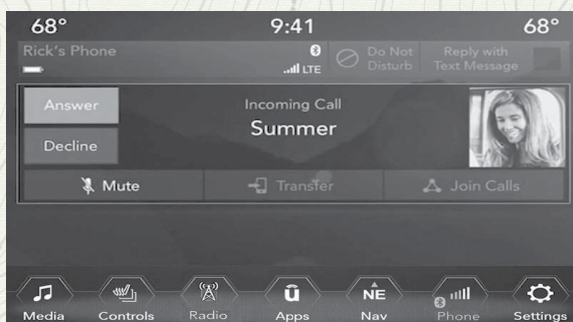 68° 9:41 68°
Rick's Phone
LTE
Do Not
Disturb
Reply with
Text Message
Answer
Incoming Call
Summer
Decline
Mute Transfer Join Calls
û NE
Media Controls Radio Apps Nav Phone Settings